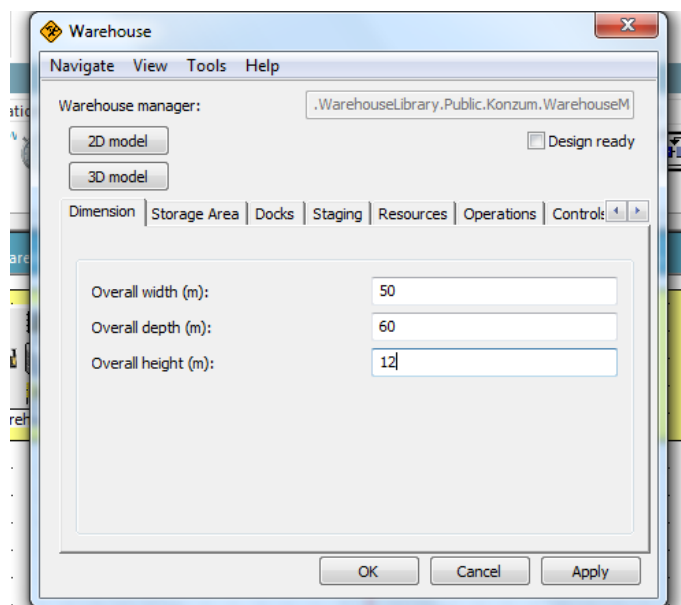 Warehouse
Navigate View Tools Help
Warehouse manager: .WarehouseLibrary.Public.Konzum.WarehouseM
2D model Design ready
3D model
Dimension Storage Area Docks Staging Resources Operations Controls
Overall width (m): 50
Overall depth (m): 60
Overall height (m): 12
OK Cancel Apply